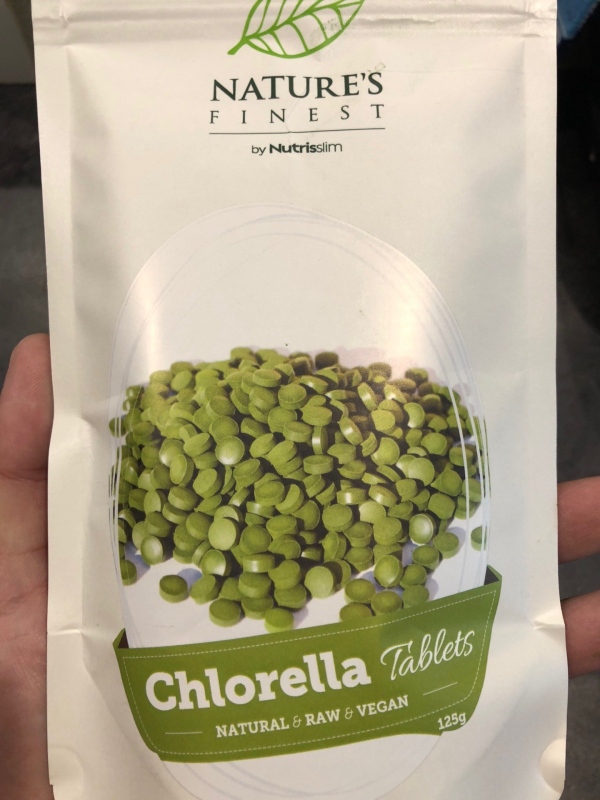 NATURE'S
FINEST
by Nutrisslim
Chlorella Tablets
NATURAL & RAW & VEGAN
125g